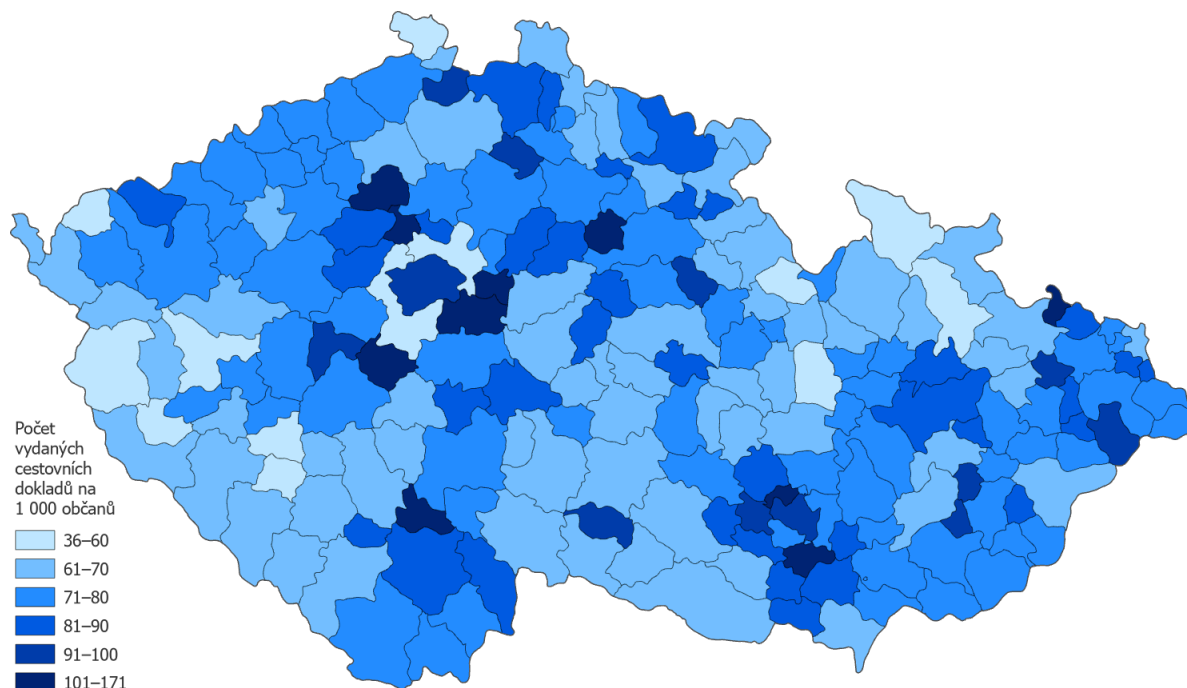 Počet
vydaných
cestovních
dokladů na
1 000 občanů
36–60
61–70
71–80
81–90
91–100
101–171